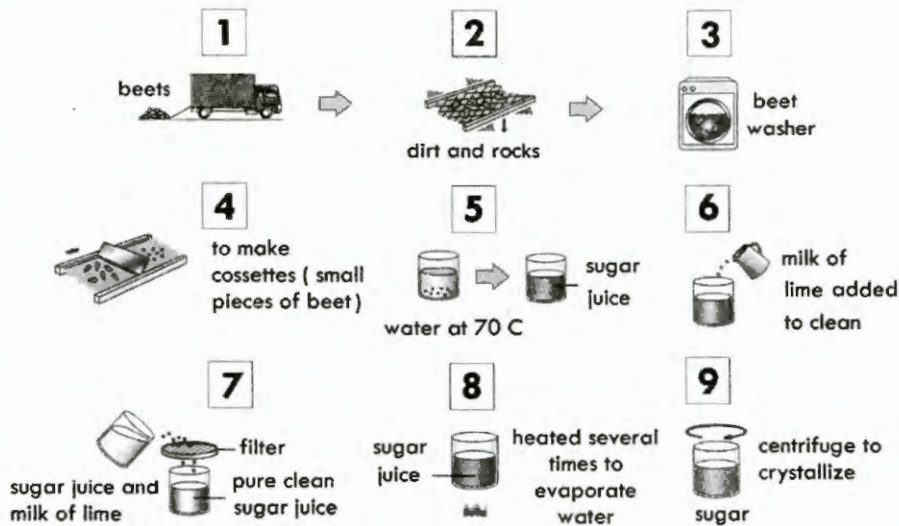 1
2
3
beets
dirt and rocks
beet
washer
4
5
6
to make
cossettes ( small
pieces of beet )
water at 70 C
sugar
juice
milk of
lime added
to clean
7
8
9
filter
sugar juice and
milk of lime
pure clean
sugar juice
sugar
juice
heated several
times to
evaporate
water
centrifuge to
crystallize
sugar